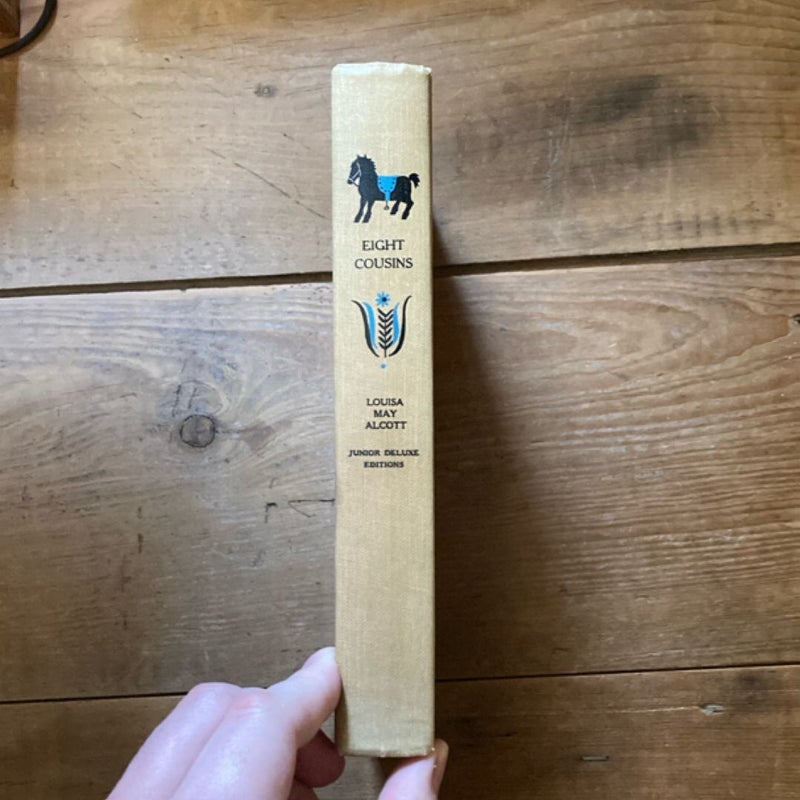 EIGHT
COUSINS
LOUISA
MAY
ALCOTT
JUNIOR DELUXE
EDITIONS